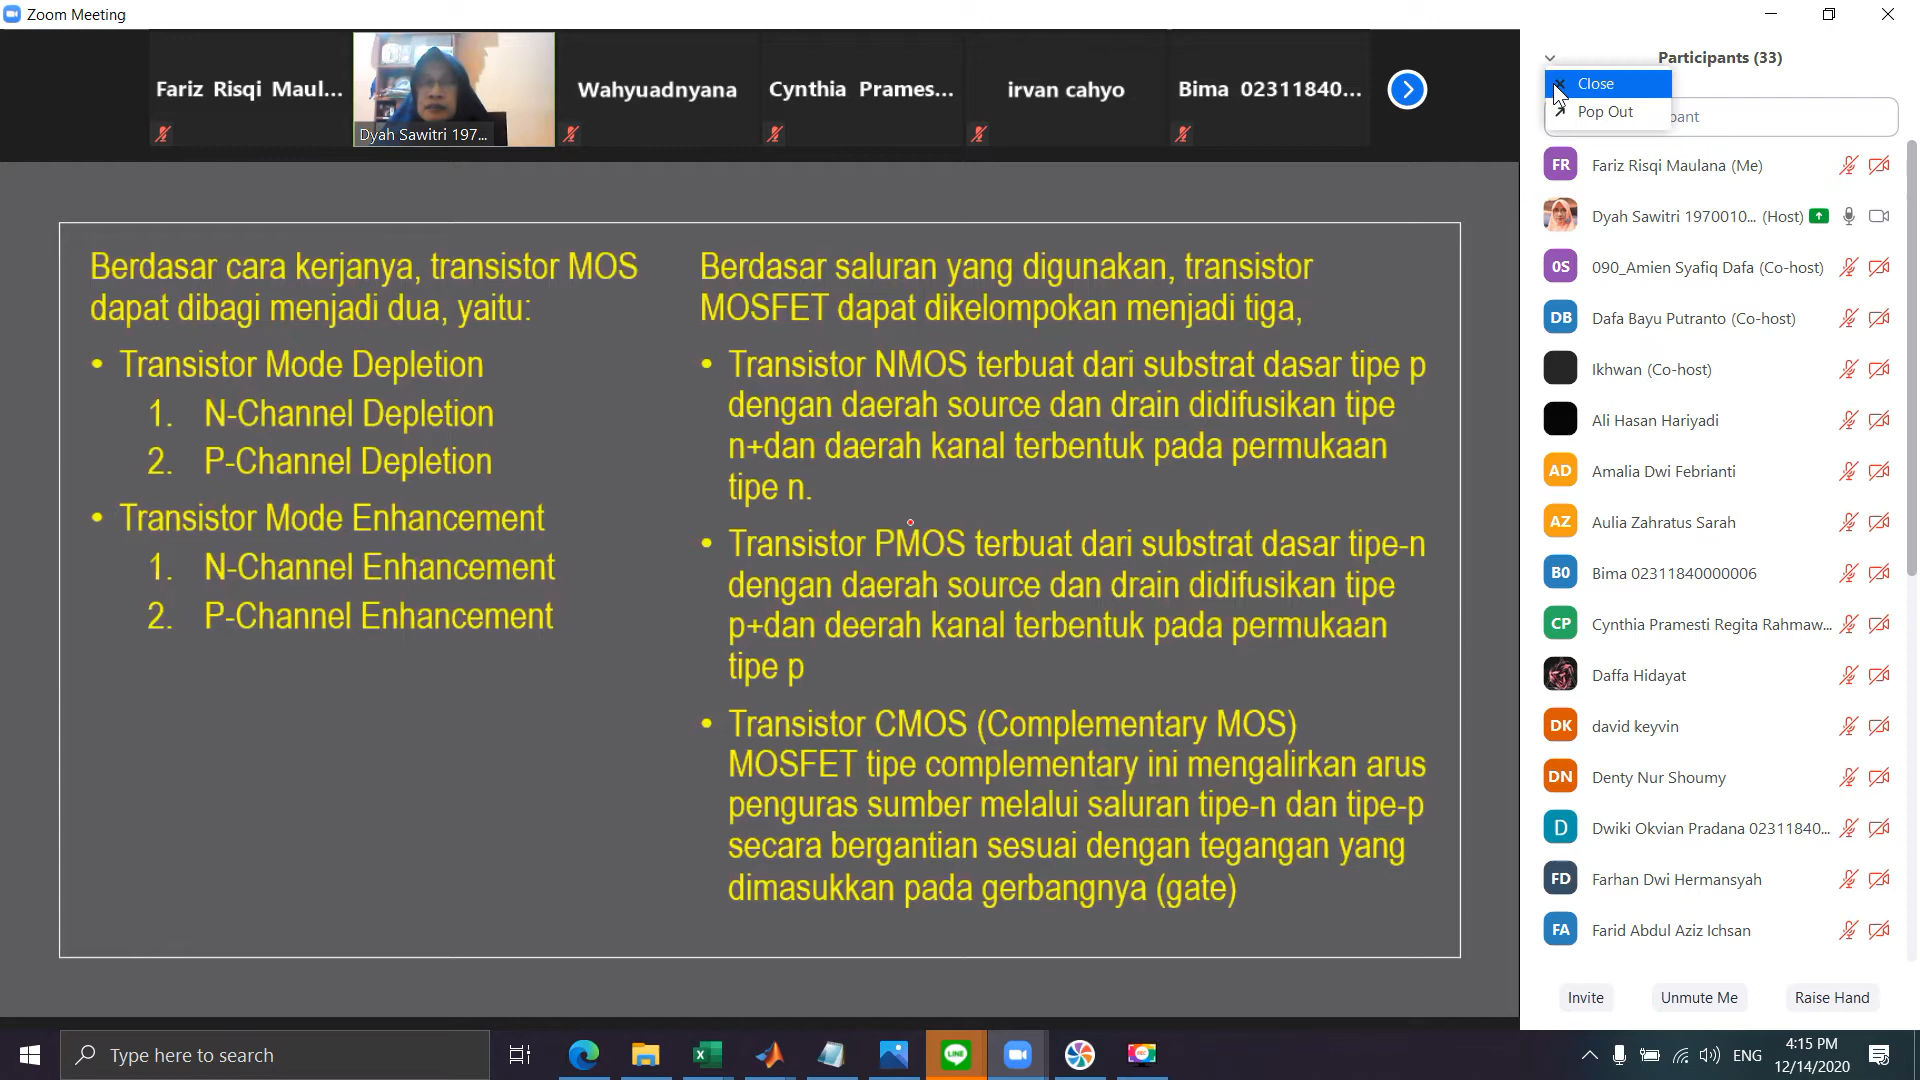 Zoom Meeting
Fariz Risqi Maul...
Dyah Sawitri 197...
Wahyuadnyana
Cynthia Prames...
irvan cahyo
Bima 02311840...
Berdasar cara kerjanya, transistor MOS
dapat dibagi menjadi dua, yaitu:
• Transistor Mode Depletion
1. N-Channel Depletion
2. P-Channel Depletion
• Transistor Mode Enhancement
1. N-Channel Enhancement
2. P-Channel Enhancement
Berdasar saluran yang digunakan, transistor
MOSFET dapat dikelompokan menjadi tiga,
• Transistor NMOS terbuat dari substrat dasar tipe p
dengan daerah source dan drain didifusikan tipe
n+dan daerah kanal terbentuk pada permukaan
tipe n.
• Transistor PMOS terbuat dari substrat dasar tipe-n
dengan daerah source dan drain didifusikan tipe
p+dan deerah kanal terbentuk pada permukaan
tipe p
• Transistor CMOS (Complementary MOS)
MOSFET tipe complementary ini mengalirkan arus
penguras sumber melalui saluran tipe-n dan tipe-p
secara bergantian sesuai dengan tegangan yang
dimasukkan pada gerbangnya (gate)
Participants (33)
Close
Pop Out
pant
FR Fariz Risqi Maulana (Me)
Dyah Sawitri 1970010... (Host)
0S 090_Amien Syafiq Dafa (Co-host)
DB Dafa Bayu Putranto (Co-host)
Ikhwan (Co-host)
Ali Hasan Hariyadi
AD Amalia Dwi Febrianti
AZ Aulia Zahratus Sarah
B0 Bima 02311840000006
CP Cynthia Pramesti Regita Rahmaw...
Daffa Hidayat
DK david keyvin
DN Denty Nur Shoumy
D Dwiki Okvian Pradana 02311840...
FD Farhan Dwi Hermansyah
FA Farid Abdul Aziz Ichsan
Invite
Unmute Me
Raise Hand
Type here to search
LINE
ENG
4:15 PM
12/14/2020